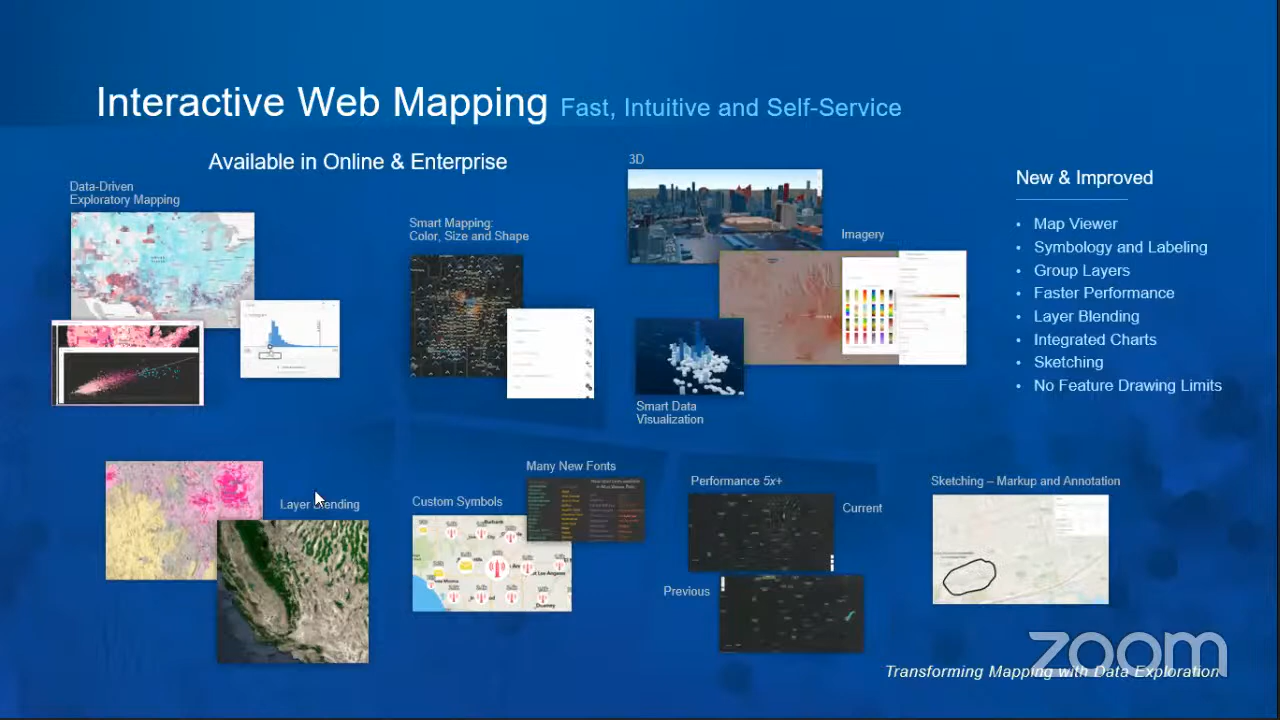 Interactive Web Mapping Fast, Intuitive and Self-Service
Available in Online & Enterprise
Data-Driven
Exploratory Mapping
Smart Mapping:
Color, Size and Shape
3D
Imagery
Smart Data
Visualization
New & Improved
• Map Viewer
• Symbology and Labeling
• Group Layers
• Faster Performance
• Layer Blending
• Integrated Charts
• Sketching
• No Feature Drawing Limits
Layer Blending
Custom Symbols
Many New Fonts
Performance 5x+
Current
Previous
Sketching – Markup and Annotation
zoom
Transforming Mapping with Data Exploration